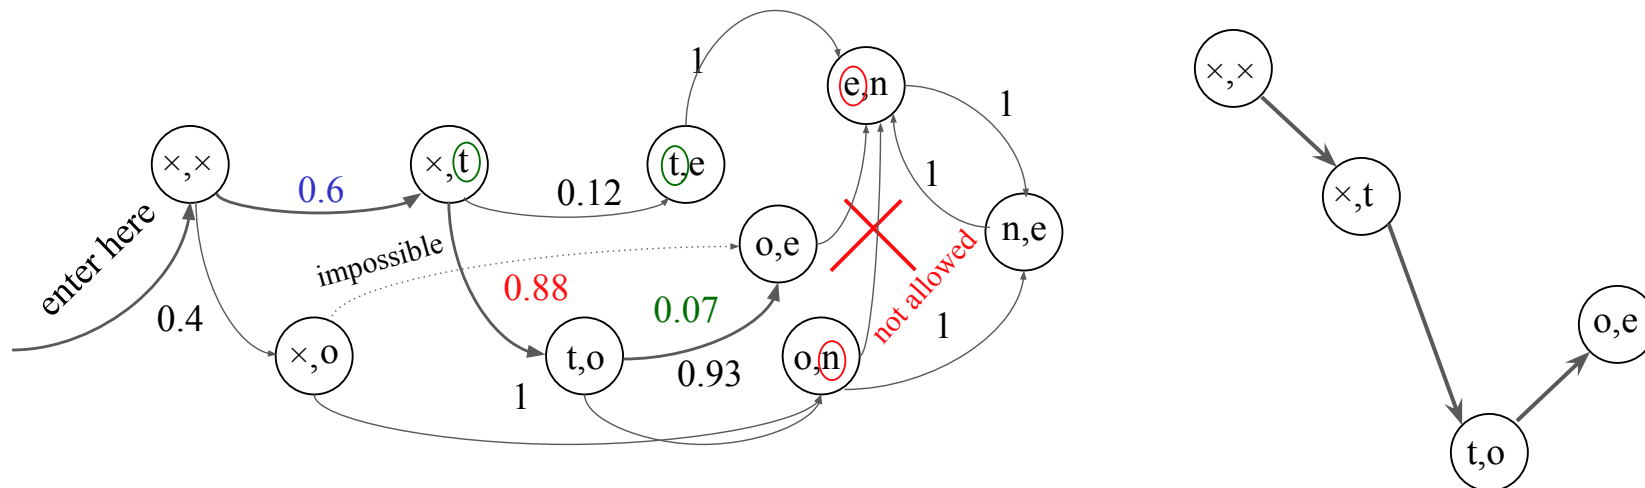 1
e,n
1
×,×
×,t
t,e
0.6
0.12
1
enter here
impossible
o,e
n,e
0.4
0.88
0.07
not allowed
×,o
t,o
0.93
o,n
1
1
×,×
×,t
o,e
t,o